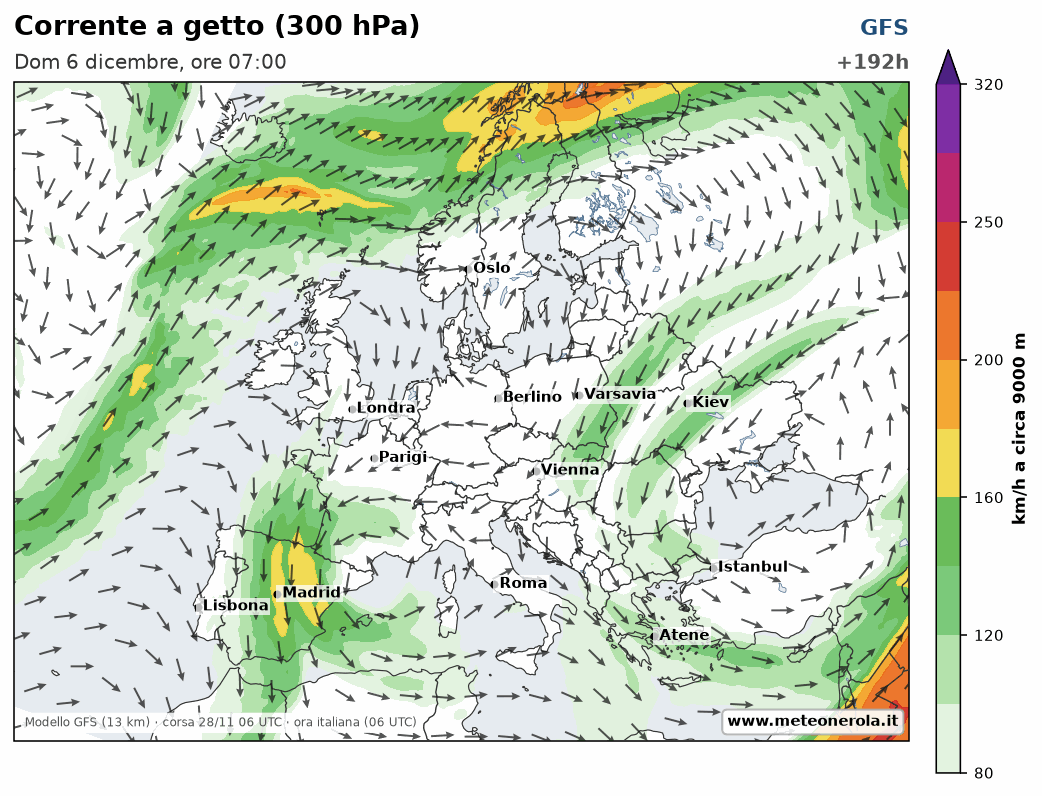 Corrente a getto (300 hPa)
GFS
Dom 6 dicembre, ore 07:00
+192h
320
250
200
160
120
80
km/h a circa 9000 m
Oslo
Berlino
Varsavia
Londra
Kiev
Parigi
Vienna
Istanbul
Roma
Madrid
Lisbona
Atene
Modello GFS (13 km) · corsa 28/11 06 UTC · ora italiana (06 UTC)
www.meteonerola.it